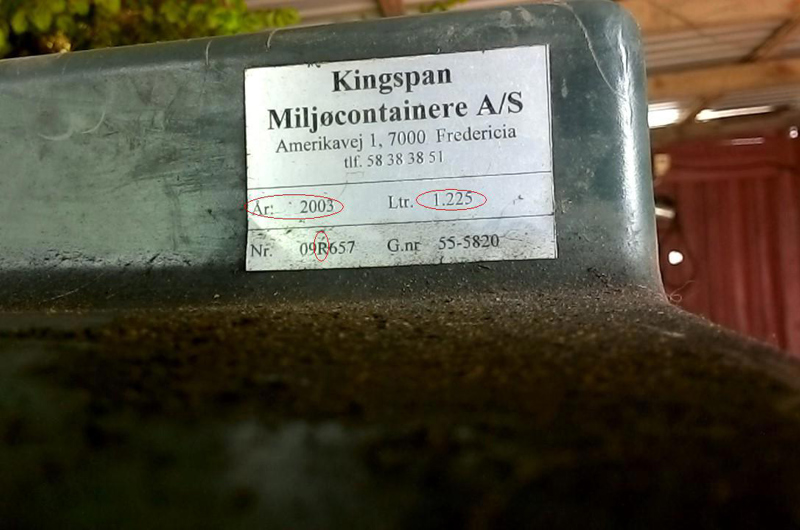 Kingspan
Miljøcontainere A/S
Amerikavej 1, 7000 Fredericia
tlf. 58 38 38 51
År: 2003 Ltr. 1.225
Nr. 09R657 G.nr 55-5820